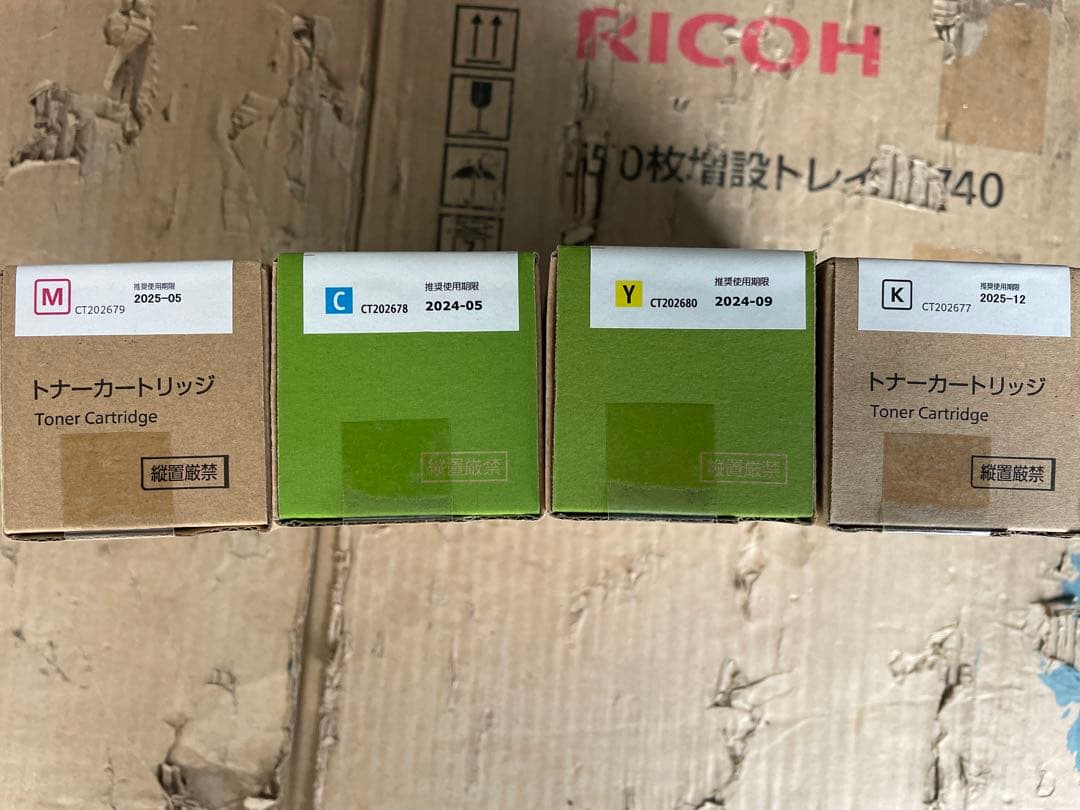 RICOH
550枚増設トレイ
740
M
CT202679
推奨使用期限
2025-05
トナーカートリッジ
Toner Cartridge
縦置厳禁
C
CT202678
推奨使用期限
2024-05
縦置厳禁
Y
CT202680
推奨使用期限
2024-09
縦置厳禁
K
CT202677
推奨使用期限
2025-12
トナーカートリッジ
Toner Cartridge
縦置厳禁